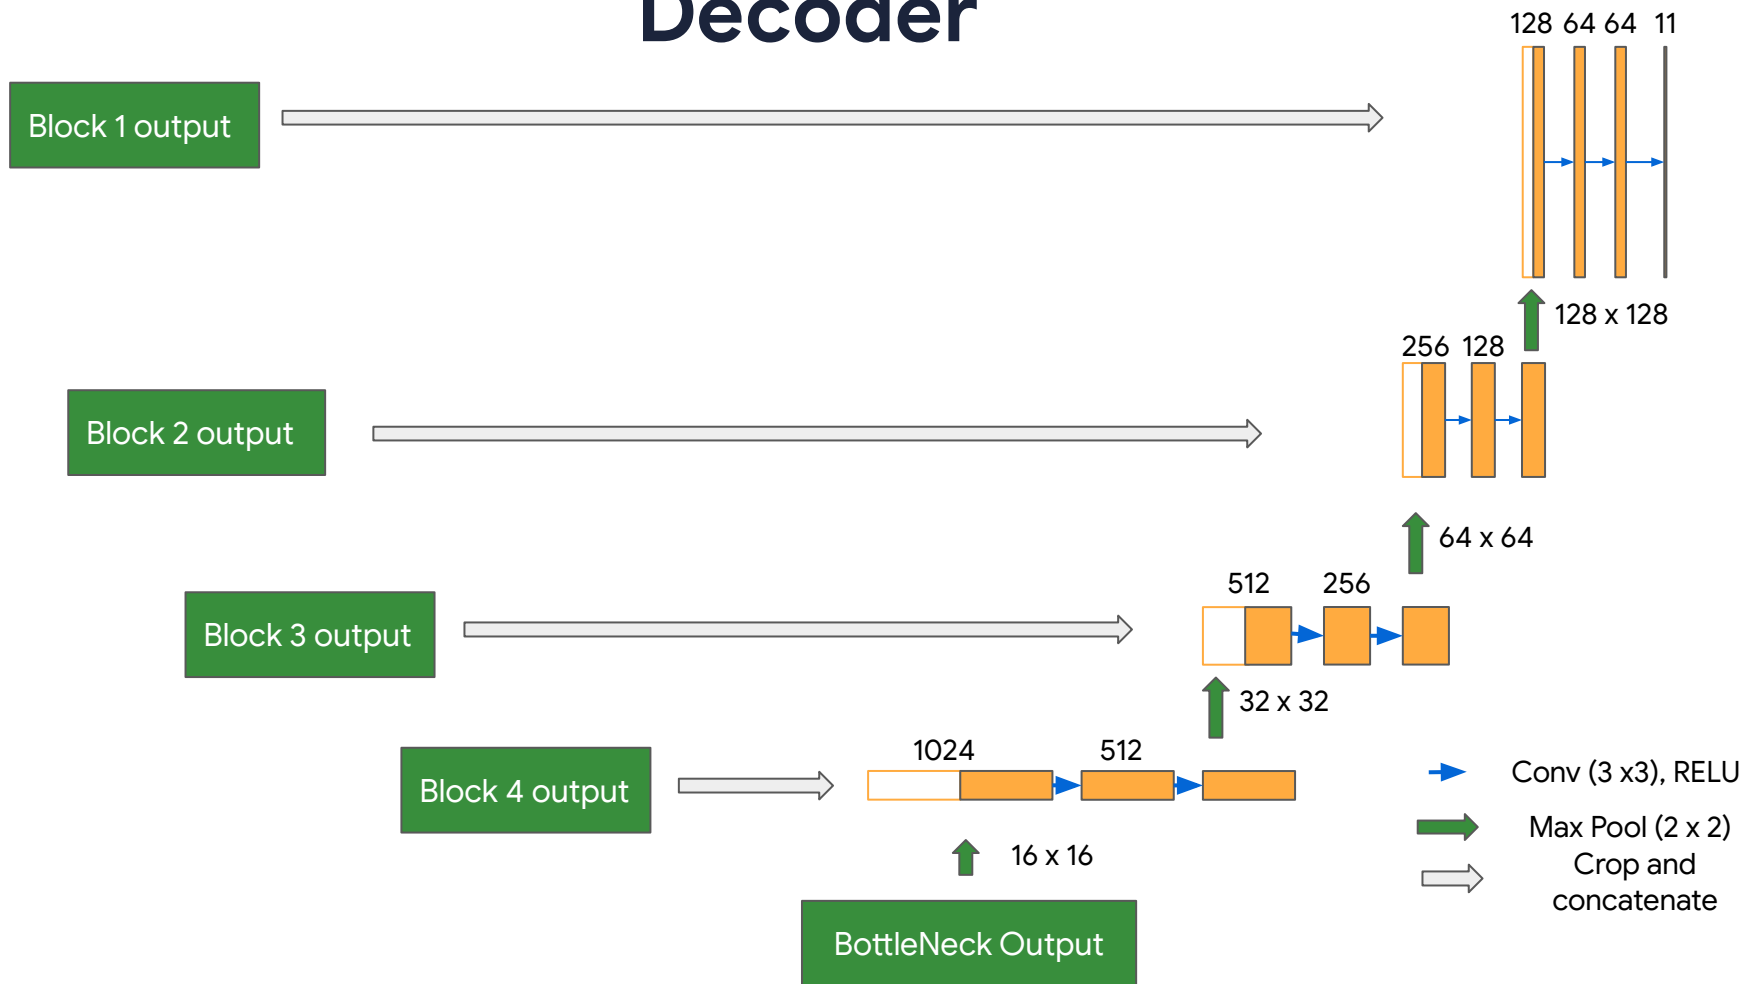 Decoder
128 64 64 11
Block 1 output
128 x 128
256 128
Block 2 output
64 x 64
512 256
Block 3 output
32 x 32
1024 512
Block 4 output
16 x 16
BottleNeck Output
Conv (3 x3), RELU
Max Pool (2 x 2)
Crop and
concatenate